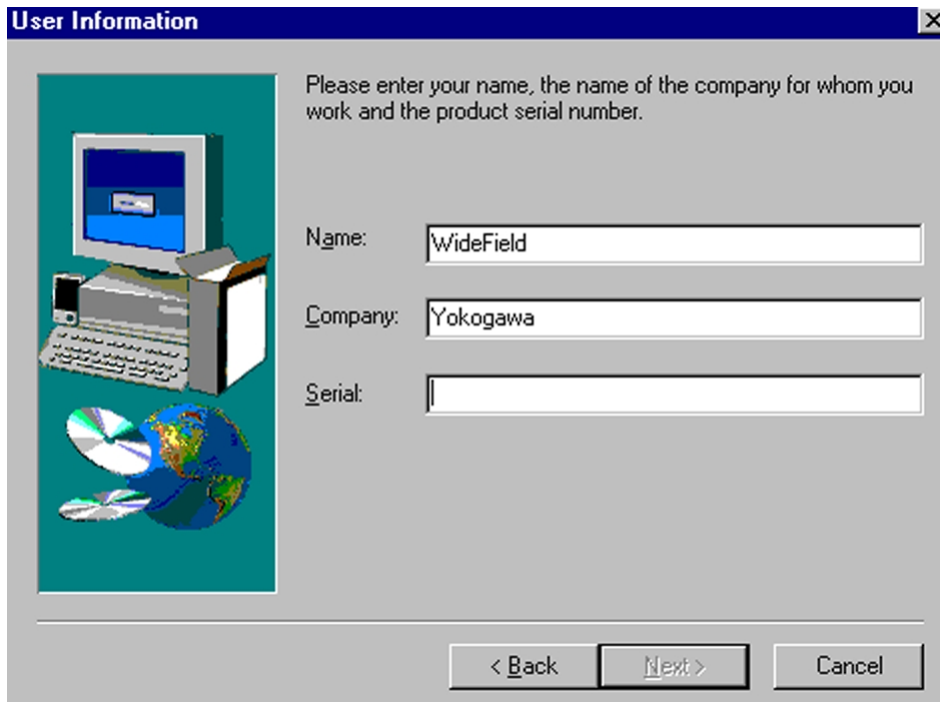 User Information
Please enter your name, the name of the company for whom you
work and the product serial number.
Name:
WideField
Company:
Yokogawa
Serial:
< Back
Next >
Cancel